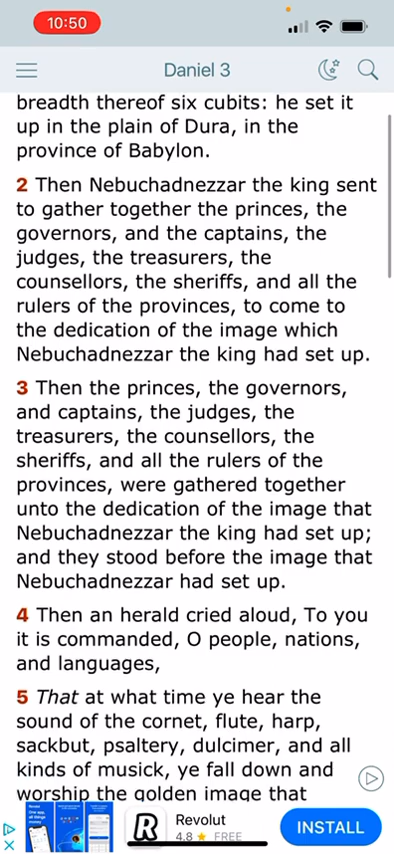 10:50
Daniel 3
breadth thereof six cubits: he set it
up in the plain of Dura, in the
province of Babylon.
2 Then Nebuchadnezzar the king sent
to gather together the princes, the
governors, and the captains, the
judges, the treasurers, the
counsellors, the sheriffs, and all the
rulers of the provinces, to come to
the dedication of the image which
Nebuchadnezzar the king had set up.
3 Then the princes, the governors,
and captains, the judges, the
treasurers, the counsellors, the
sheriffs, and all the rulers of the
provinces, were gathered together
unto the dedication of the image that
Nebuchadnezzar the king had set up;
and they stood before the image that
Nebuchadnezzar had set up.
4 Then an herald cried aloud, To you
it is commanded, O people, nations,
and languages,
5 That at what time ye hear the
sound of the cornet, flute, harp,
sackbut, psaltery, dulcimer, and all
kinds of musick, ye fall down and
worship the golden image that
R
Revolut
4.8 ★ FREE
INSTALL